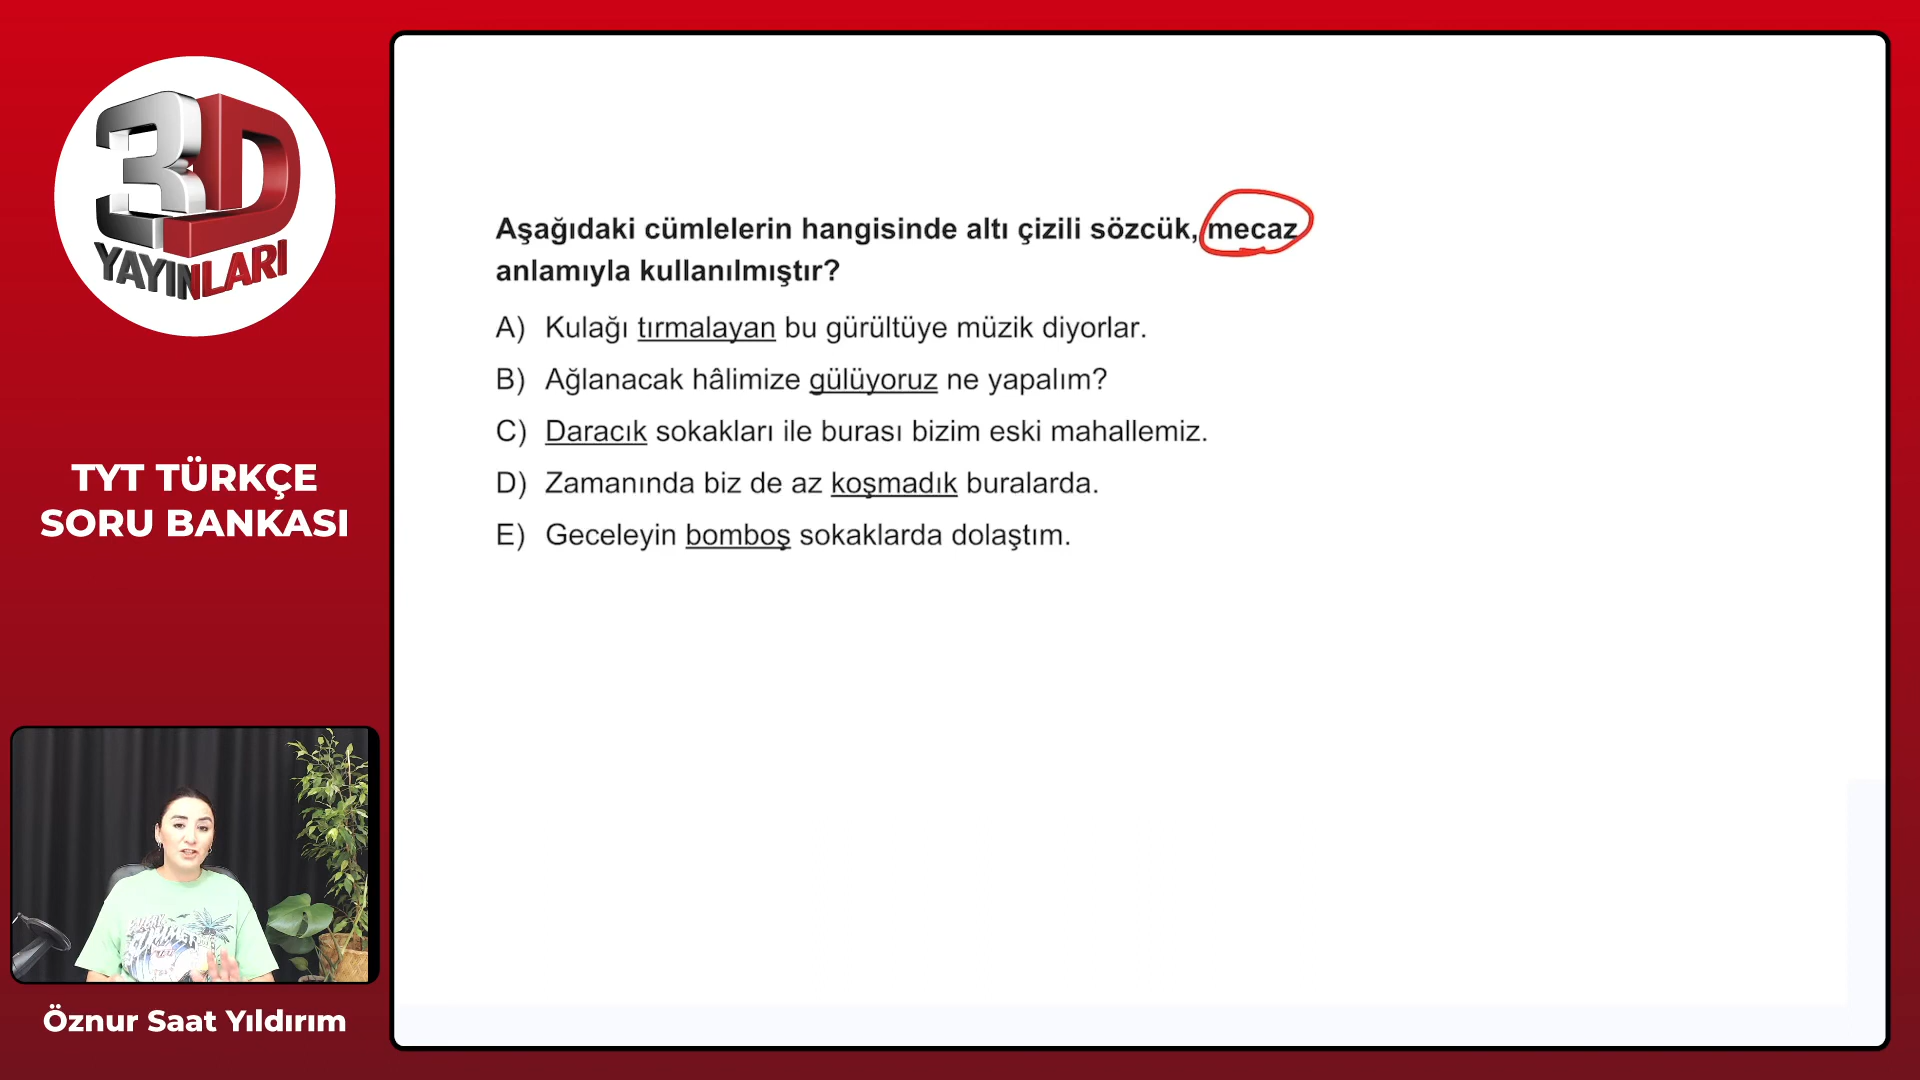 3D
YAYINLARI
TYT TÜRKÇE
SORU BANKASI
Öznur Saat Yıldırım
Aşağıdaki cümlelerin hangisinde altı çizili sözcük, mecaz
anlamıyla kullanılmıştır?
A) Kulağı tırmalayan bu gürültüye müzik diyorlar.
B) Ağlanacak hâlimize gülüyoruz ne yapalım?
C) Daracık sokakları ile burası bizim eski mahallemiz.
D) Zamanında biz de az koşmadık buralarda.
E) Geceleyin bomboş sokaklarda dolaştım.